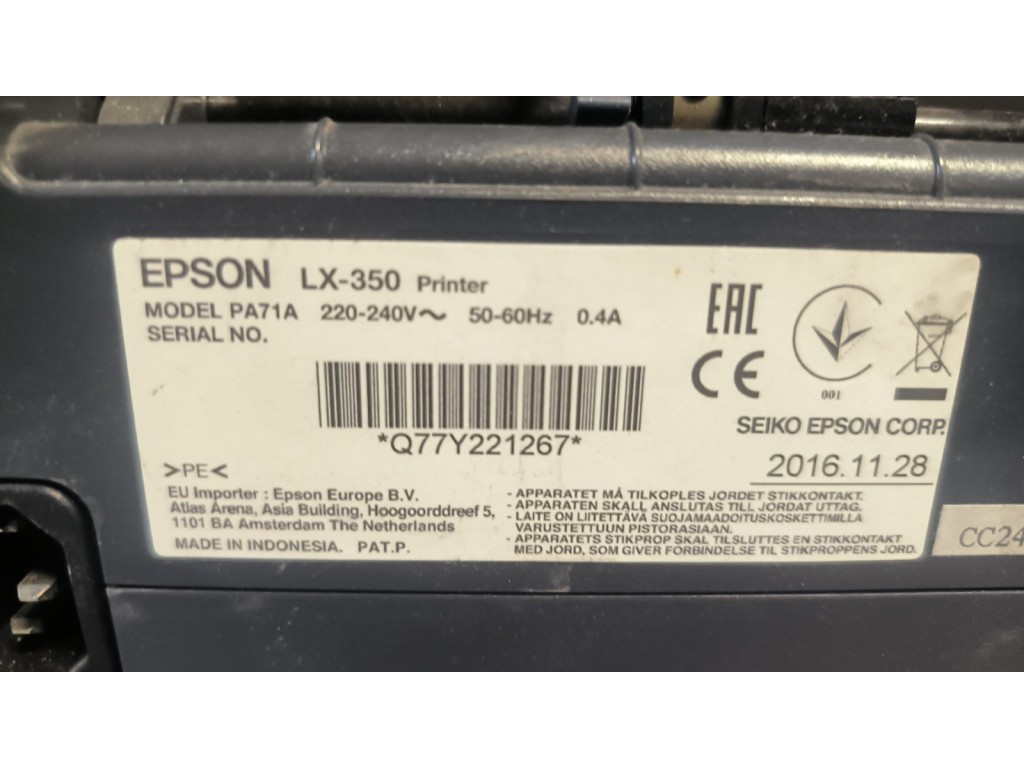 EPSON LX-350 Printer
MODEL PA71A 220-240V～ 50-60Hz 0.4A
SERIAL NO.
EAC
CE
001
*Q77Y221267*
SEIKO EPSON CORP.
2016.11.28
>PE<
EU Importer : Epson Europe B.V.
Atlas Arena, Asia Building, Hoogoorddreef 5,
1101 BA Amsterdam The Netherlands
MADE IN INDONESIA. PAT.P.
- APPARATET MÅ TILKOPLES JORDET STIKKONTAKT.
- APPARATEN SKALL ANSLUTAS TILL JORDAT UTTAG.
- LAITE ON LIITETTÄVÄ SUOJAMAADOITUSKOSKETTIMILLA
VARUSTETTUUN PISTORASIAAN.
- APPARATETS STIKPROP SKAL TILSLUTTES EN STIKKONTAKT
MED JORD, SOM GIVER FORBINDELSE TIL STIKPROPPENS JORD.
CC24